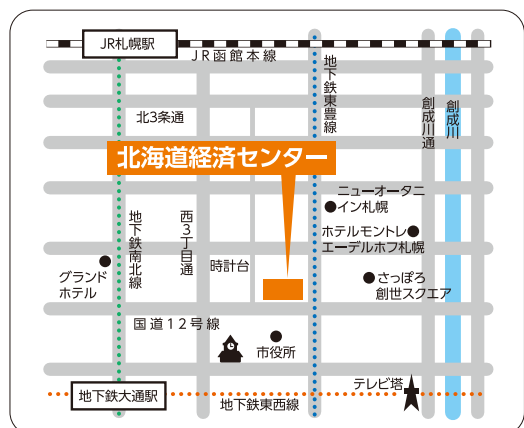 JR札幌駅
JR函館本線
地下鉄東豊線
北3条通
創成川通
創成川
北海道経済センター
ニューオータニ
イン札幌
地下鉄南北線
西3丁目通
ホテルモントレ
エーデルホフ札幌
時計台
グランド
ホテル
さっぽろ
創世スクエア
国道12号線
市役所
テレビ塔
地下鉄大通駅
地下鉄東西線